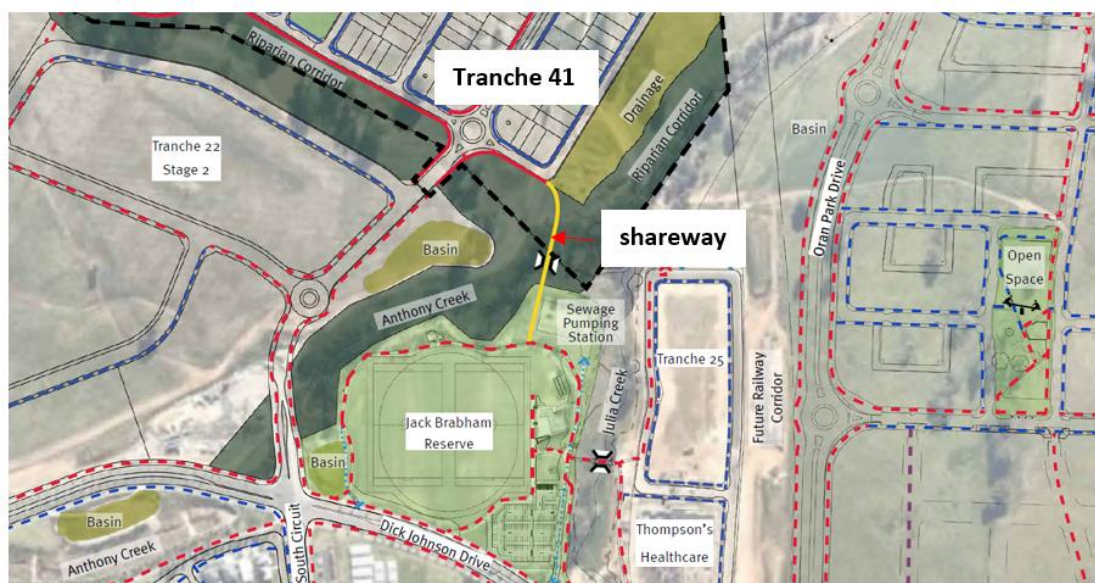 Riparian Corridor
Tranche 41
Drainage
Riparian Corridor
Tranche 22
Stage 2
Basin
Oran Park Drive
shareway
Basin
Open
Space
Anthony Creek
Sewage
Pumping
Station
Tranche 25
Future Railway
Corridor
Julia Creek
Jack Brabham
Reserve
Basin
Basin
Anthony Creek
South Circuit
Dick Johnson Drive
Thompson's
Healthcare